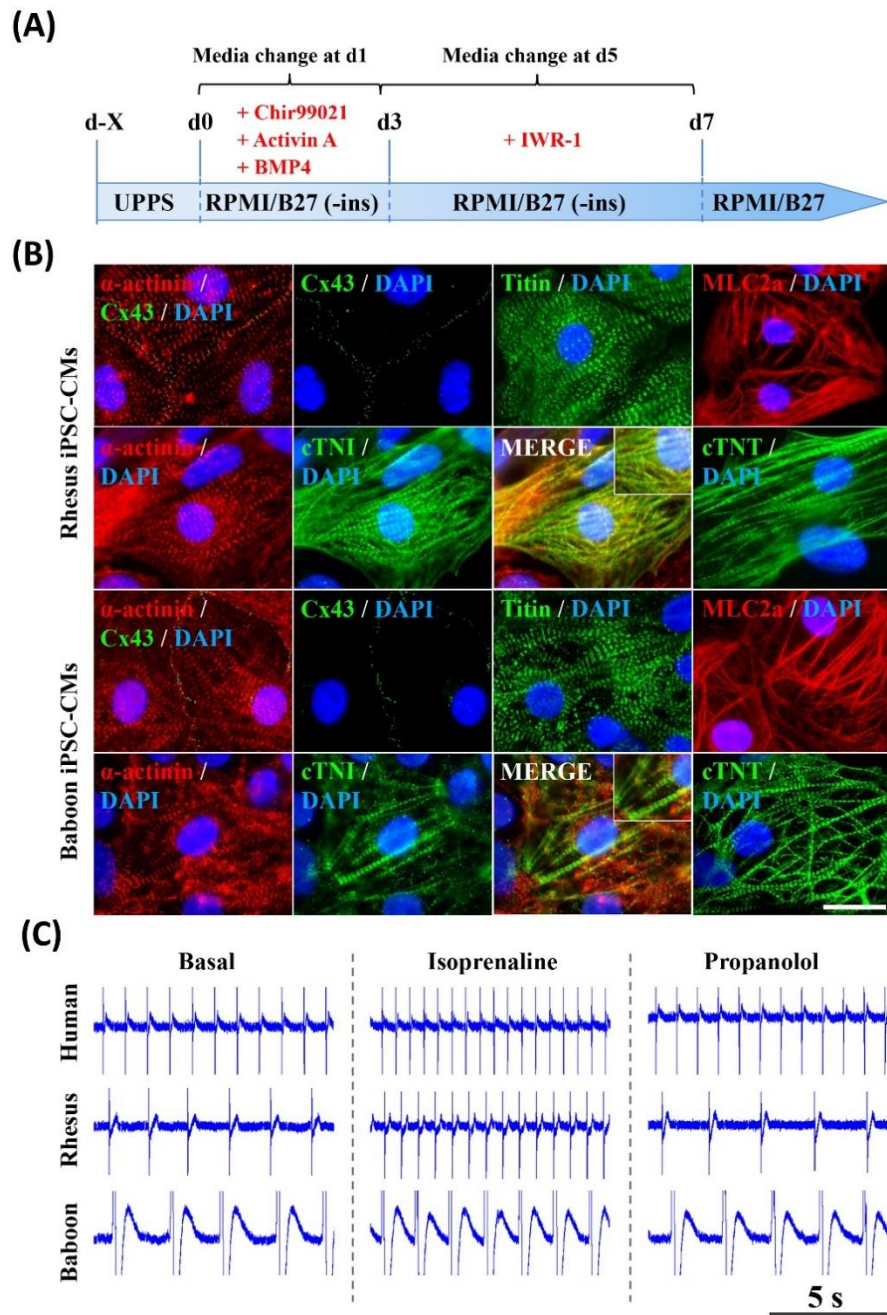 (A)
Media change at d1
Media change at d5
d-X
d0
+ Chir99021
+ Activin A
+ BMP4
d3
+ IWR-1
d7
UPPS
RPMI/B27 (-ins)
RPMI/B27 (-ins)
RPMI/B27
(B)
Rhesus iPSC-CMs
α-actinin /
Cx43 / DAPI
Cx43 / DAPI
Titin / DAPI
MLC2a / DAPI
α-actinin /
DAPI
cTNI /
DAPI
MERGE
cTNT /
DAPI
Baboon iPSC-CMs
α-actinin /
Cx43 / DAPI
Cx43 / DAPI
Titin / DAPI
MLC2a / DAPI
α-actinin /
DAPI
cTNI /
DAPI
MERGE
cTNT /
DAPI
(C)
Basal
Isoprenaline
Propanolol
Human
Rhesus
Baboon
5 s